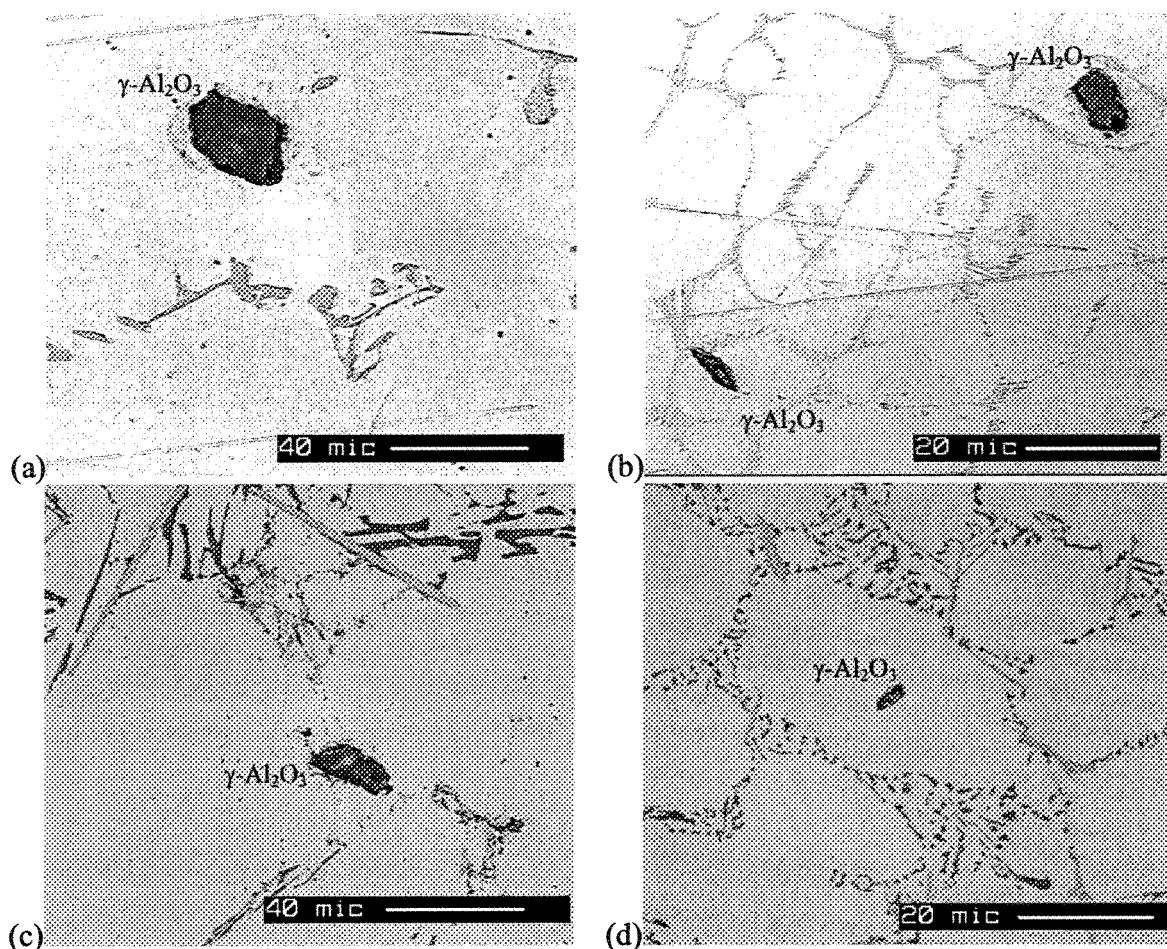 γ-Al₂O₃
40 mic
(a)
γ-Al₂O₃
γ-Al₂O₃
20 mic
(b)
γ-Al₂O₃
40 mic
(c)
γ-Al₂O₃
20 mic
(d)